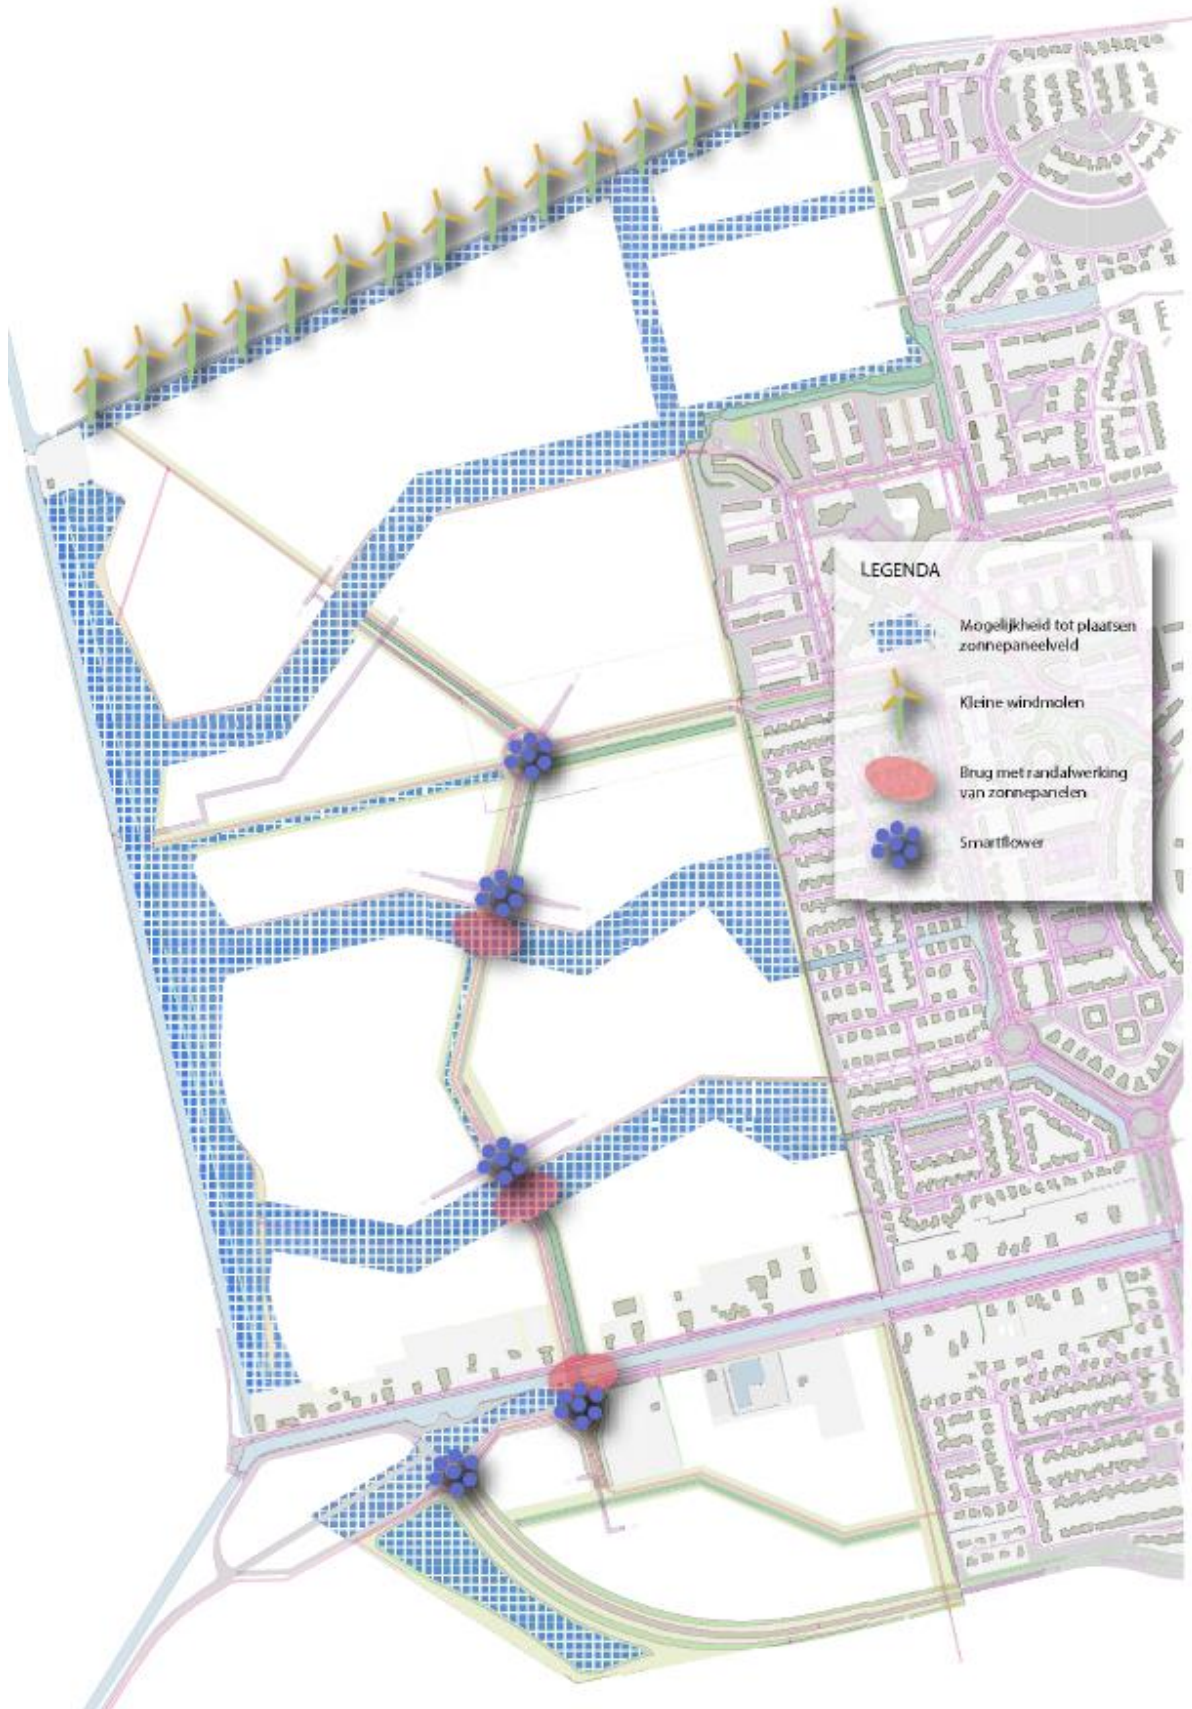 LEGENDA
Mogelijkheid tot plaatsen
zonnepaneelveld
Kleine windmolen
Brug met randafwerking
van zonnepanelen
Smartflower